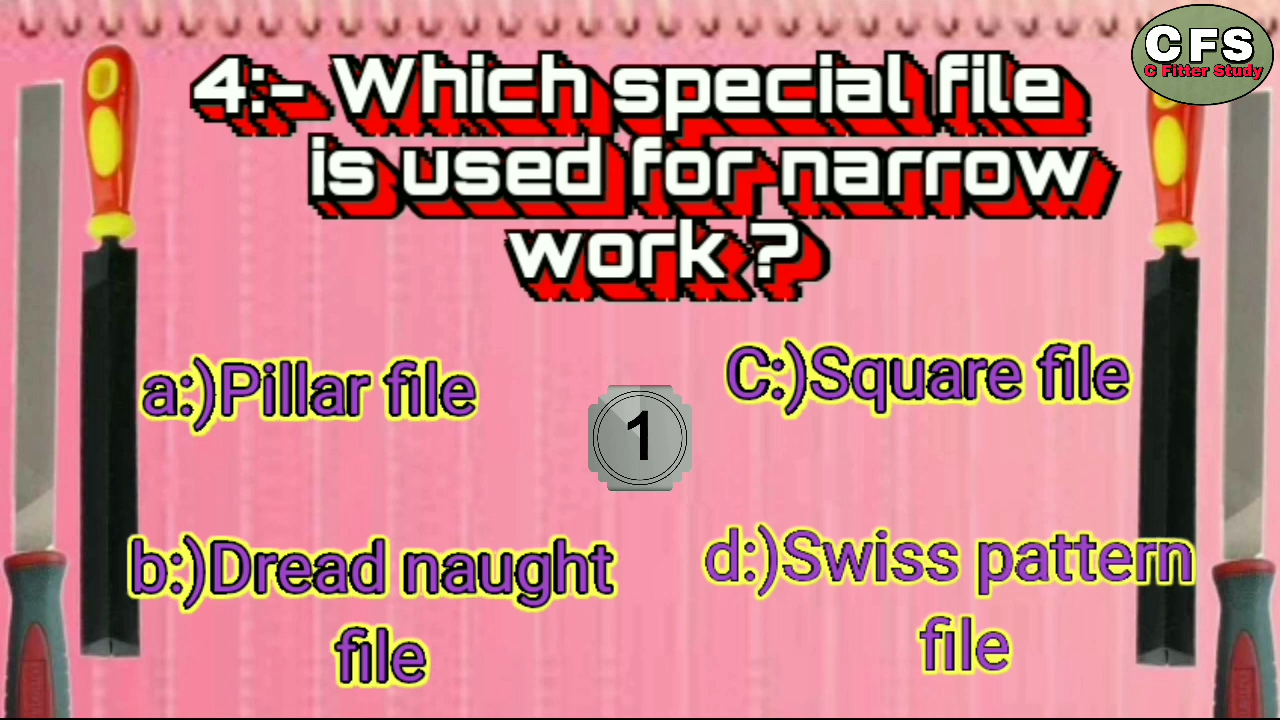 CFS
C Fitter Study
4:- Which special file
is used for narrow
work ?
a:)Pillar file
C:)Square file
1
b:)Dread naught
file
d:)Swiss pattern
file